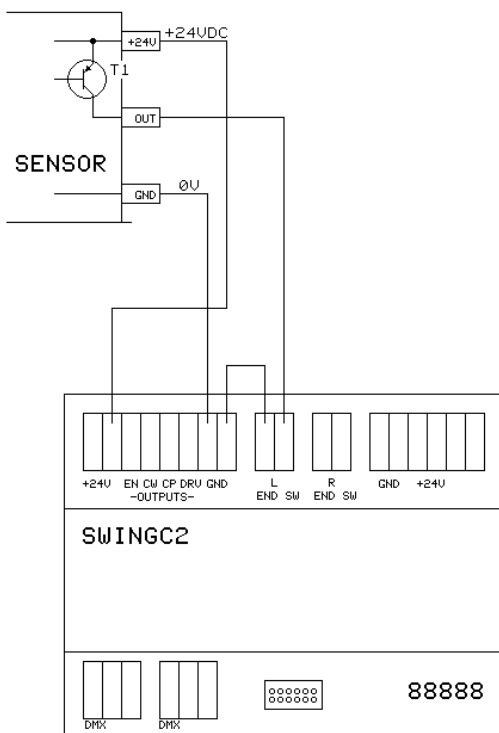 +24V +24VDC
T1
OUT
SENSOR
GND 0V
+24V EN CW CP DRV GND L R GND +24V
-OUTPUTS- END SW END SW
SWINGC2
88888
DMX DMX